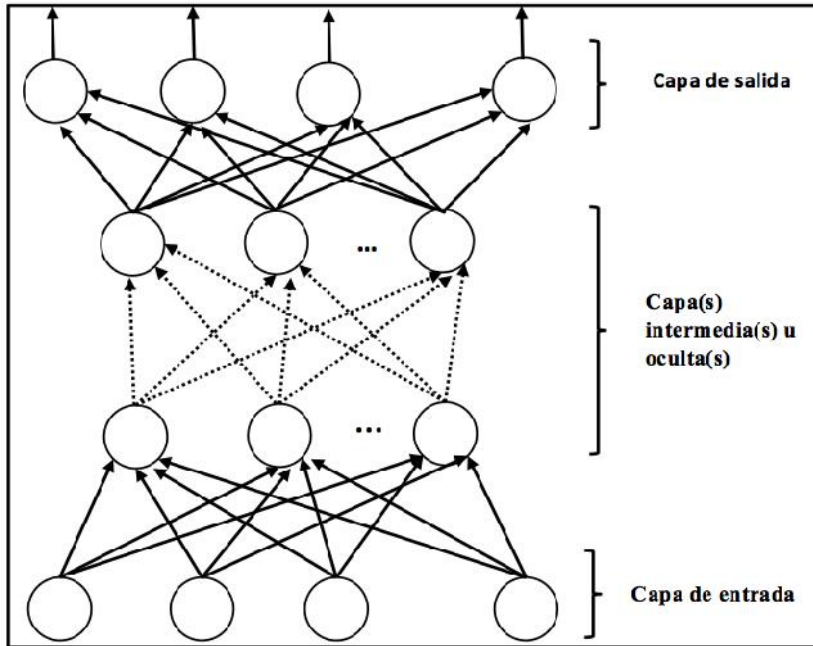 Capa de salida
...
Capa(s)
intermedia(s) u
oculta(s)
...
Capa de entrada